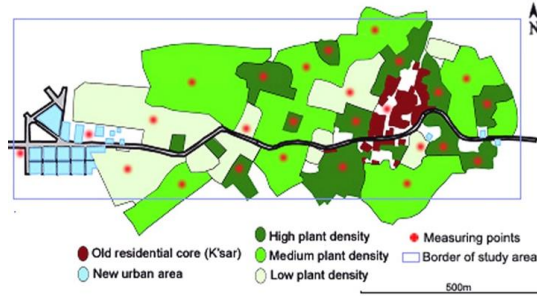 N
High plant density
Measuring points
Old residential core (K'sar)
Medium plant density
Border of study area
New urban area
Low plant density
500m